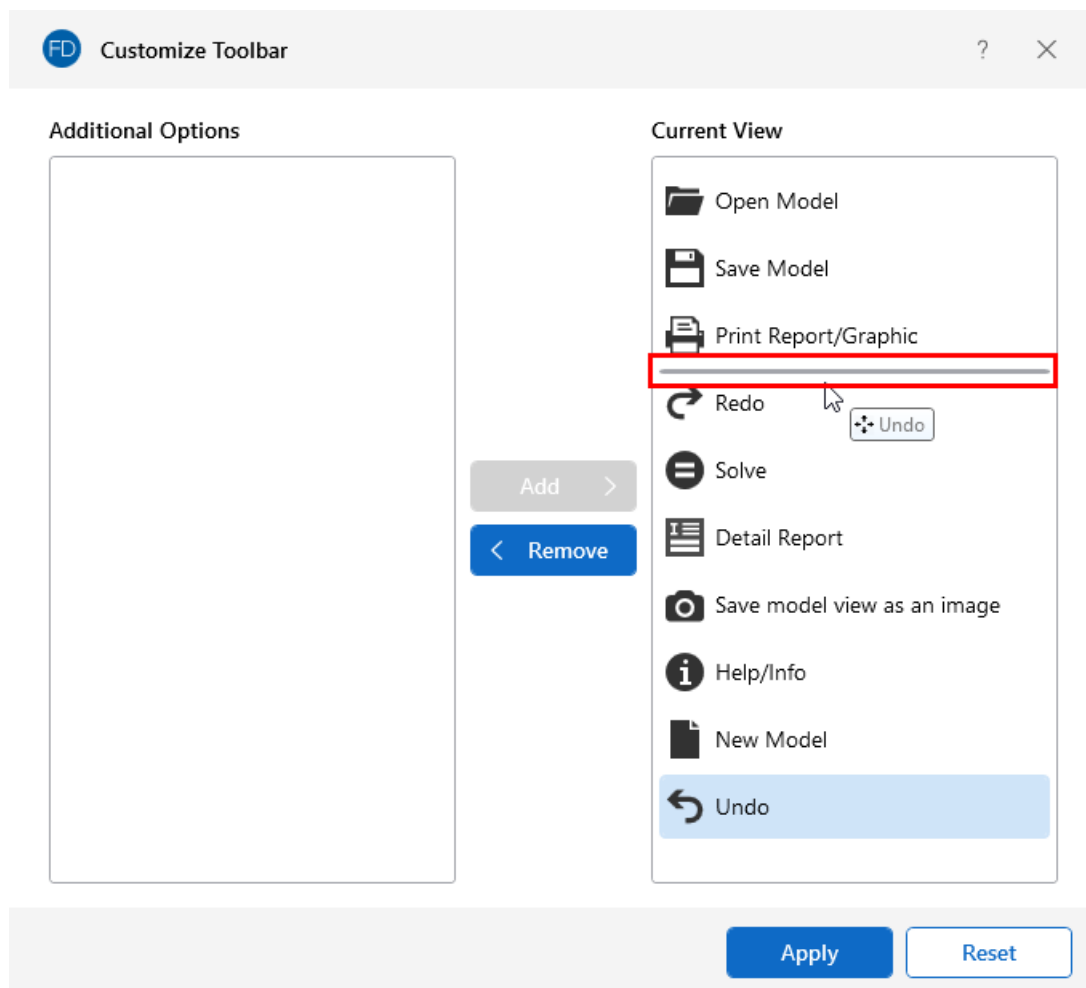 FD Customize Toolbar ?
Additional Options
Current View
Open Model
Save Model
Print Report/Graphic
Redo
Undo
Solve
Detail Report
Save model view as an image
Help/Info
New Model
Undo
Add >
< Remove
Apply
Reset